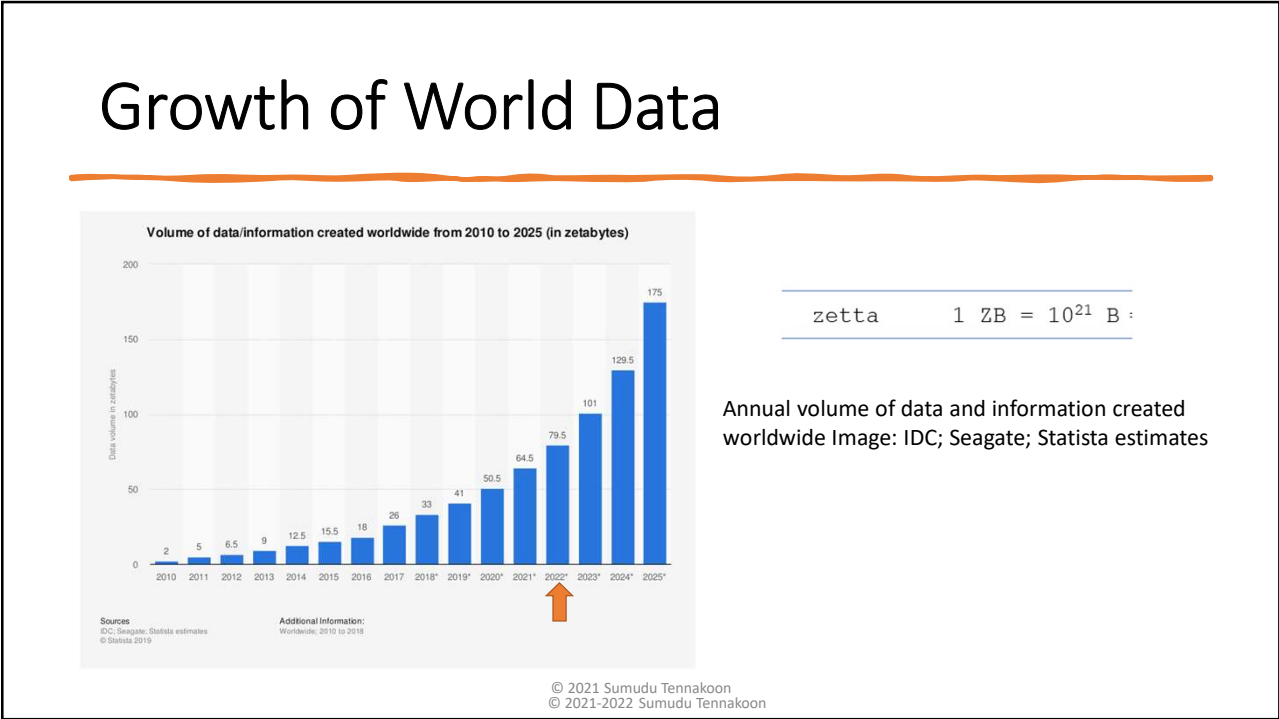 Growth of World Data
Volume of data/information created worldwide from 2010 to 2025 (in zetabytes)
Data volume in zetabytes
200
150
100
50
0
2
5
6.5
9
12.5
15.5
18
26
33
41
50.5
64.5
79.5
101
129.5
175
2010 2011 2012 2013 2014 2015 2016 2017 2018* 2019* 2020* 2021* 2022* 2023* 2024* 2025*
Sources
IDC; Seagate; Statista estimates
© Statista 2019
Additional Information:
Worldwide; 2010 to 2018
zetta 1 ZB = 10²¹ B
Annual volume of data and information created
worldwide Image: IDC; Seagate; Statista estimates
© 2021 Sumudu Tennakoon
© 2021-2022 Sumudu Tennakoon